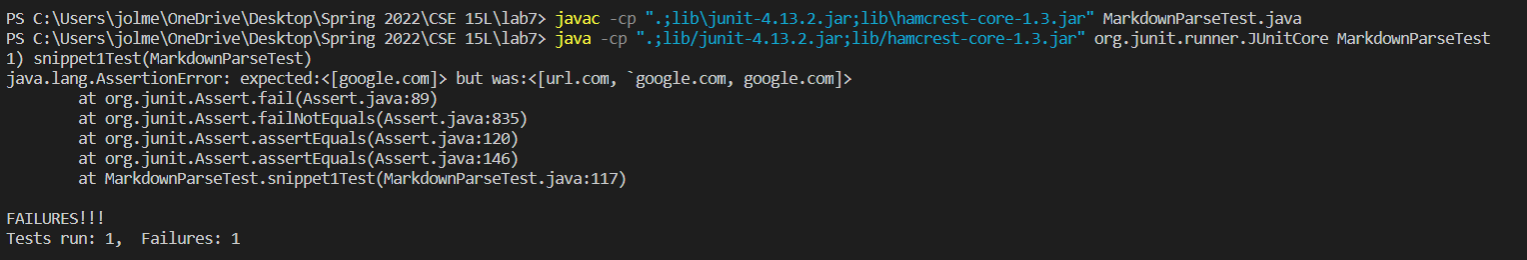 PS C:\Users\jolme\OneDrive\Desktop\Spring 2022\CSE 15L\lab7> javac -cp ".;lib\junit-4.13.2.jar;lib\hamcrest-core-1.3.jar" MarkdownParseTest.java
PS C:\Users\jolme\OneDrive\Desktop\Spring 2022\CSE 15L\lab7> java -cp ".;lib/junit-4.13.2.jar;lib/hamcrest-core-1.3.jar" org.junit.runner.JUnitCore MarkdownParseTest
1) snippet1Test(MarkdownParseTest)
java.lang.AssertionError: expected:<[google.com]> but was:<[url.com, `google.com, google.com]>
        at org.junit.Assert.fail(Assert.java:89)
        at org.junit.Assert.failNotEquals(Assert.java:835)
        at org.junit.Assert.assertEquals(Assert.java:120)
        at org.junit.Assert.assertEquals(Assert.java:146)
        at MarkdownParseTest.snippet1Test(MarkdownParseTest.java:117)

FAILURES!!!
Tests run: 1,  Failures: 1